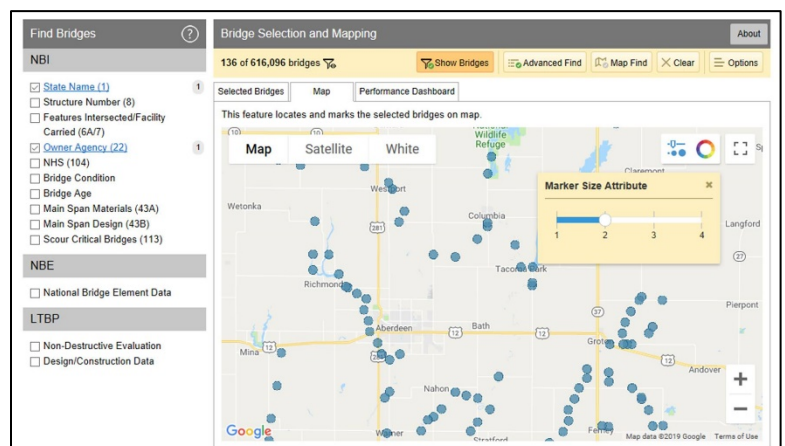 Find Bridges
?
NBI
State Name (1)
1
Structure Number (8)
Features Intersected/Facility
Carried (6A/7)
Owner Agency (22)
1
NHS (104)
Bridge Condition
Bridge Age
Main Span Materials (43A)
Main Span Design (43B)
Scour Critical Bridges (113)
NBE
National Bridge Element Data
LTBP
Non-Destructive Evaluation
Design/Construction Data
Bridge Selection and Mapping
About
136 of 616,096 bridges
Show Bridges
Advanced Find
Map Find
Clear
Options
Selected Bridges
Map
Performance Dashboard
This feature locates and marks the selected bridges on map.
Map
Satellite
White
Wildlife
Refuge
Claremont
Marker Size Attribute
1 2 3 4
Westport
Wetonka
281
Columbia
Langford
27
Tacoma Park
Richmond
37
Pierpont
Aberdeen
12
Bath
12
Groton
Mina
12
12
Andover
Nahon
Warner
Stratford
Ferney
Google
Map data ©2019 Google
Terms of Use